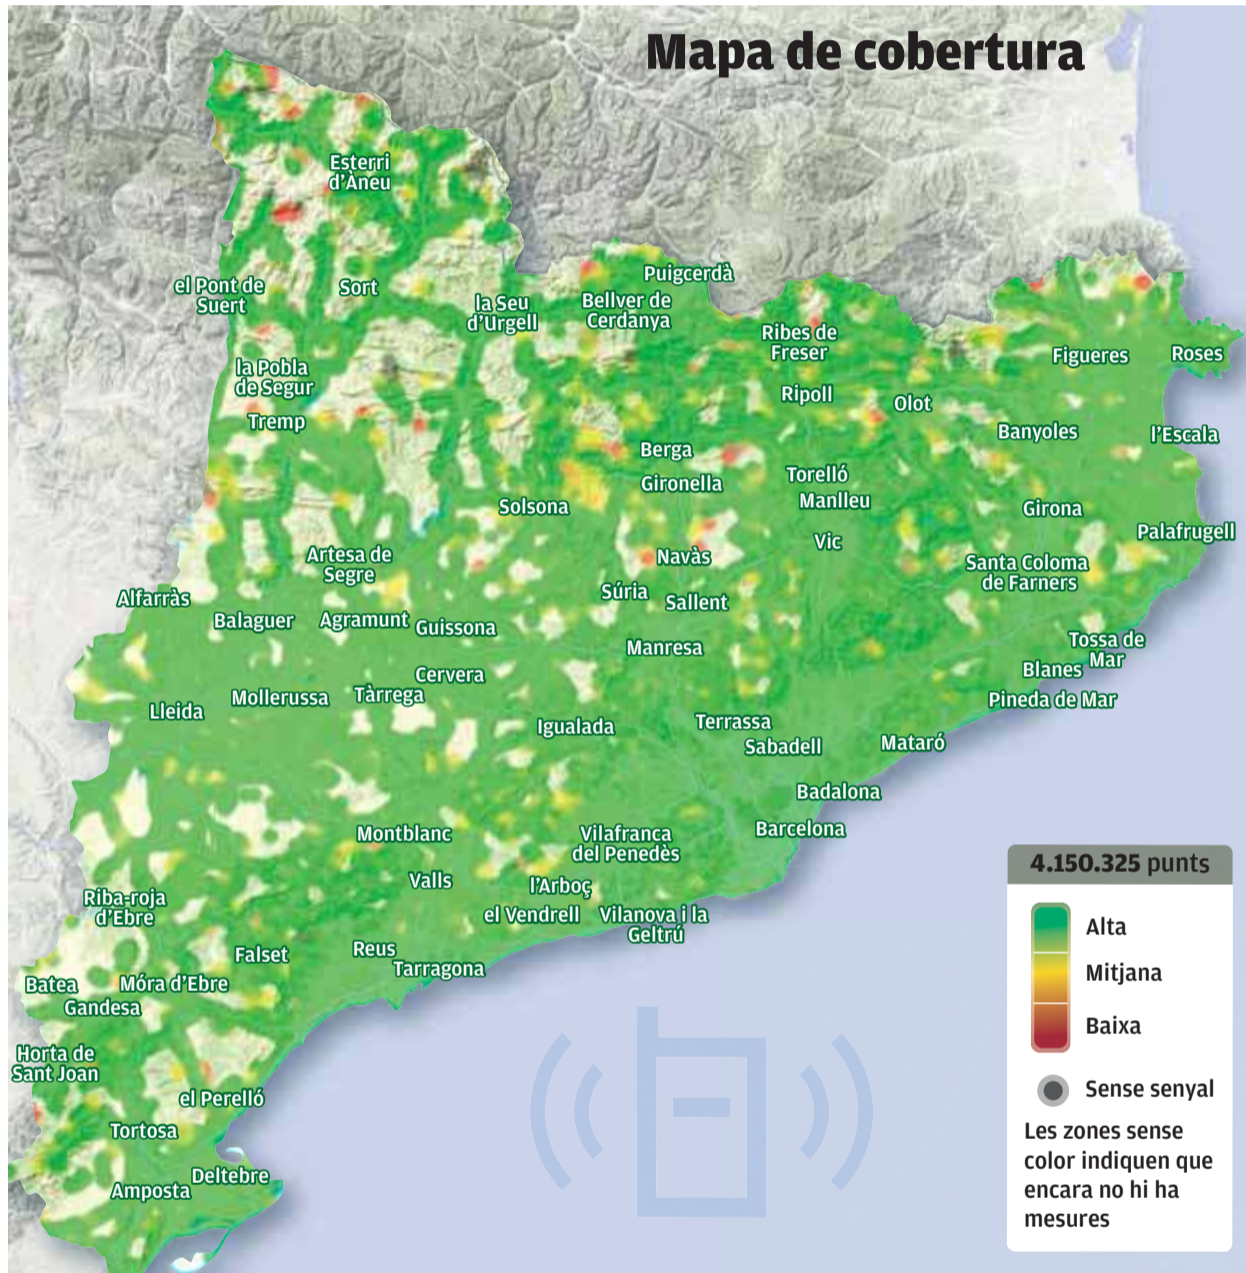 Mapa de cobertura
Esterri
d'Àneu
el Pont de
Suert
Sort
la Seu
d'Urgell
Puigcerdà
Bellver de
Cerdanya
Ribes de
Freser
Figueres
Roses
la Pobla
de Segur
Tremp
Ripoll
Olot
Banyoles
l'Escala
Berga
Gironella
Torelló
Manlleu
Solsona
Girona
Palafrugell
Vic
Artesa de
Segre
Navàs
Santa Coloma
de Farners
Alfarràs
Súria
Sallent
Balaguer
Agramunt
Guissona
Manresa
Tossa de
Mar
Blanes
Cervera
Mollerussa
Tàrrega
Pineda de Mar
Lleida
Igualada
Terrassa
Sabadell
Mataró
Badalona
Barcelona
Montblanc
Vilafranca
del Penedès
Valls
l'Arboç
Riba-roja
d'Ebre
el Vendrell
Vilanova i la
Geltrú
Falset
Reus
Tarragona
Batea
Móra d'Ebre
Gandesa
Horta de
Sant Joan
el Perelló
Tortosa
Deltebre
Amposta
4.150.325 punts
Alta
Mitjana
Baixa
Sense senyal
Les zones sense
color indiquen que
encara no hi ha
mesures